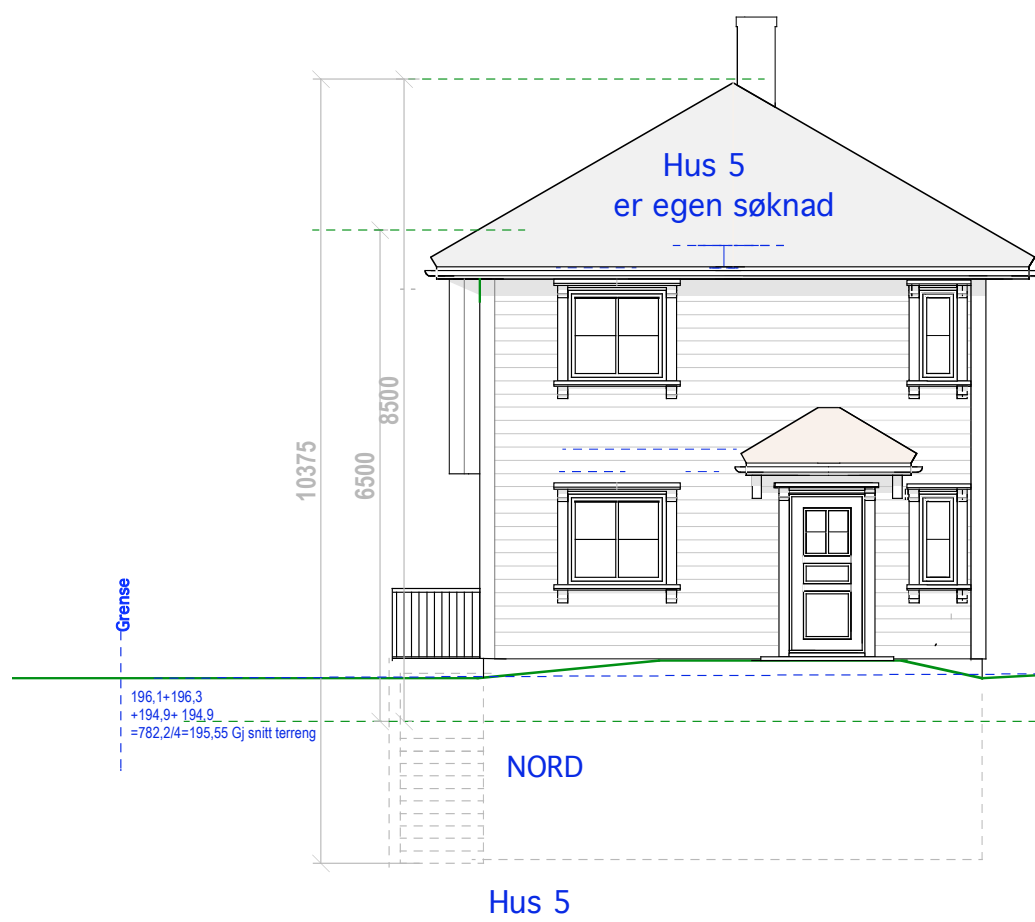 Hus 5
er egen søknad
8500
10375
6500
Grense
196,1+196,3
+194,9+ 194,9
=782,2/4=195,55 Gj snitt terreng
NORD
Hus 5